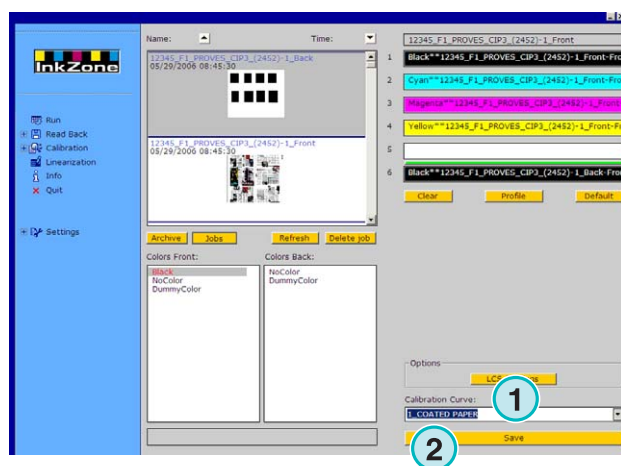 InkZone
Run
Read Back
Calibration
Linearization
Info
Quit
Settings
Name:
Time:
12345_F1_PROVES_CIP3_(2452)-1_Back
05/29/2006 08:45:30
12345_F1_PROVES_CIP3_(2452)-1_Front
05/29/2006 08:45:30
Archive
Jobs
Refresh
Delete job
Colors Front:
Colors Back:
Black
NoColor
DummyColor
NoColor
DummyColor
12345_F1_PROVES_CIP3_(2452)-1_Front
1 Black**12345_F1_PROVES_CIP3_(2452)-1_Front-Fro
2 Cyan**12345_F1_PROVES_CIP3_(2452)-1_Front-Fro
3 Magenta**12345_F1_PROVES_CIP3_(2452)-1_Front
4 Yellow**12345_F1_PROVES_CIP3_(2452)-1_Front-F
5
6 Black**12345_F1_PROVES_CIP3_(2452)-1_Back-Fro
Clear
Profile
Default
Options
1
Calibration Curve:
1_COATED PAPER
2
Save